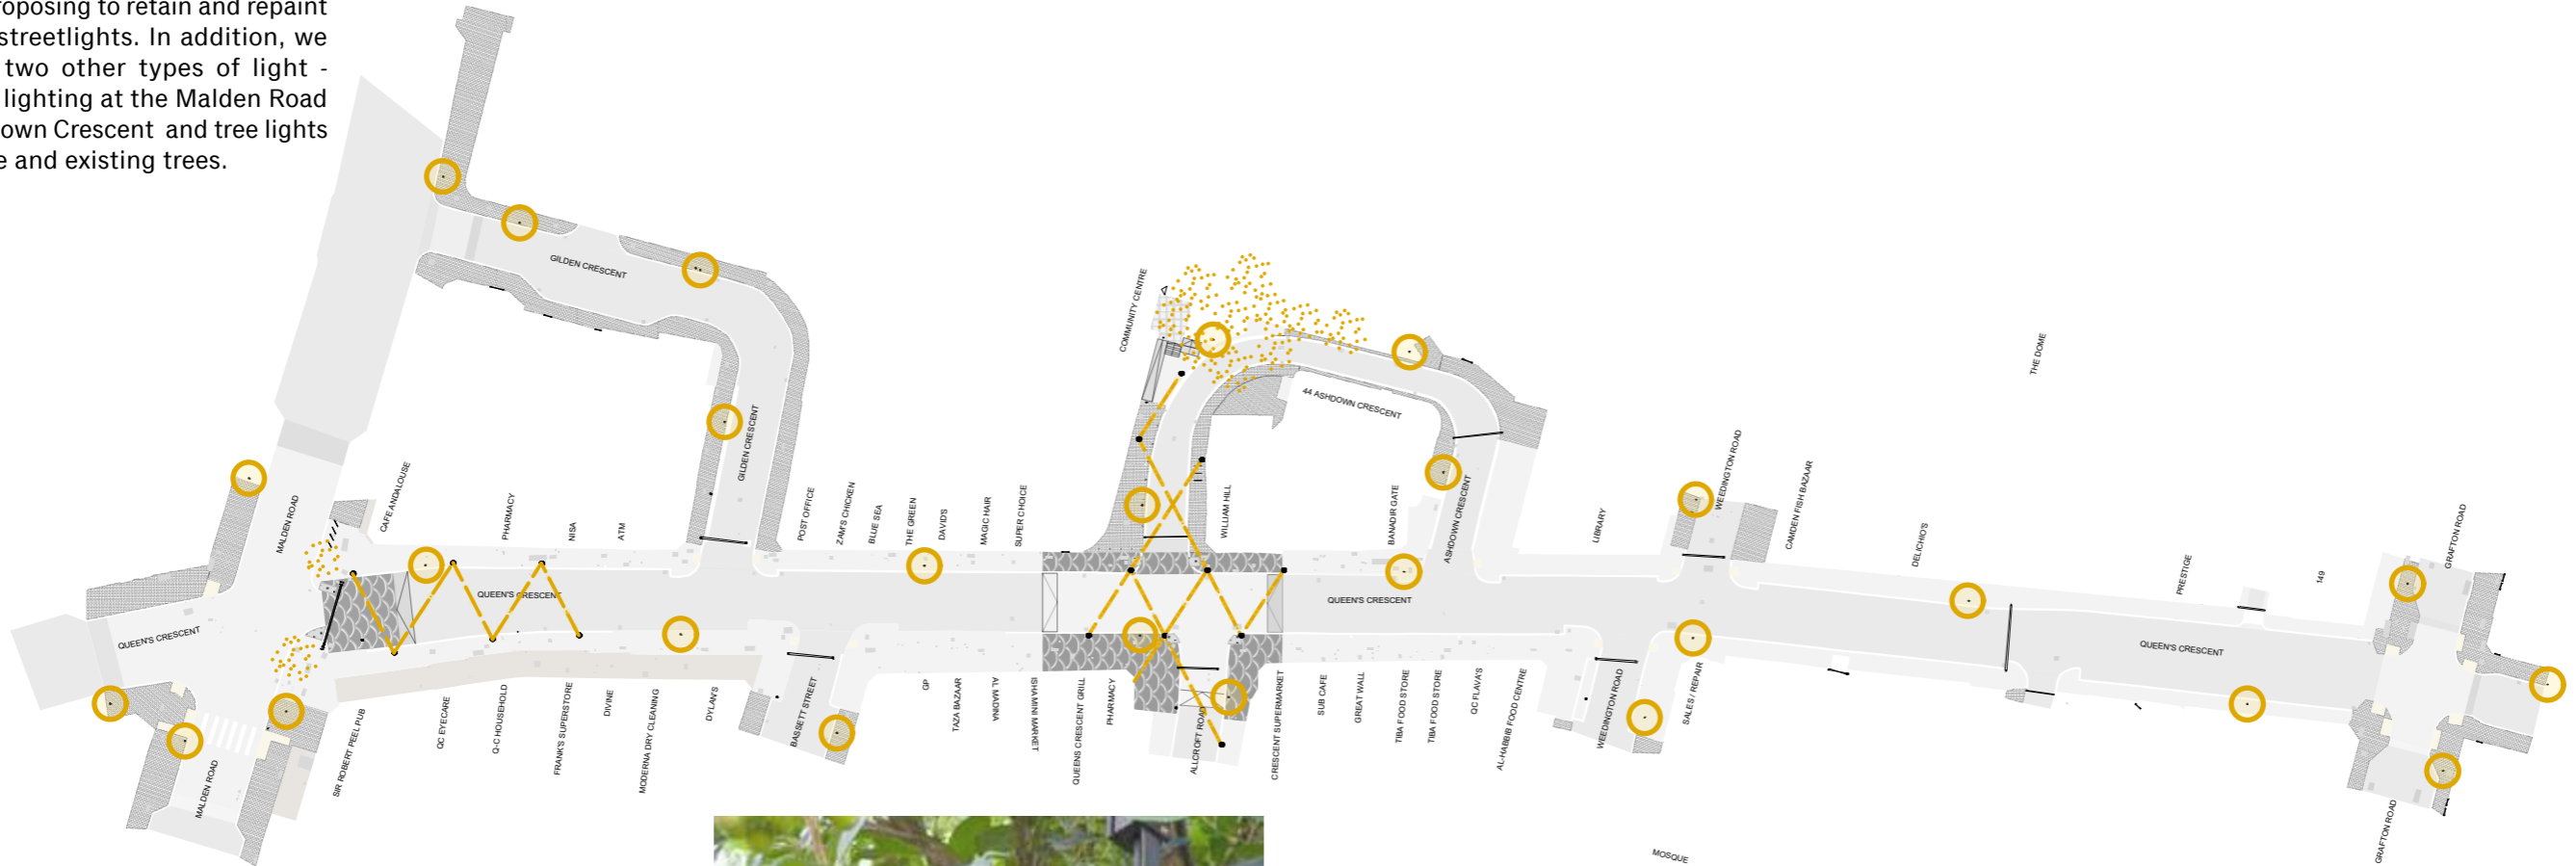 roposing to retain and repaint
streetlights. In addition, we
two other types of light -
lighting at the Malden Road
own Crescent and tree lights
e and existing trees.
GILDEN CRESCENT
GILDEN CRESCENT
MALDEN ROAD
QUEEN'S CRESCENT
MALDEN ROAD
CAFE ANDALOUSE
PHARMACY
NISA
ATM
QUEEN'S CRESCENT
SIR ROBERT PEEL PUB
QC EYECARE
Q-C HOUSEHOLD
FRANK'S SUPERSTORE
DIVINE
MODERNA DRY CLEANING
DYLAN'S
BASSETT STREET
POST OFFICE
ZAM'S CHICKEN
BLUE SEA
THE GREEN
DAVID'S
MAGIC HAIR
SUPER CHOICE
GP
TAZA BAZAAR
AL MADINA
ISHA MINI MARKET
QUEENS CRESCENT GRILL
PHARMACY
COMMUNITY CENTRE
44 ASHDOWN CRESCENT
WILLIAM HILL
ALLCROFT ROAD
CRESCENT SUPERMARKET
QUEEN'S CRESCENT
BANADIR GATE
ASHDOWN CRESCENT
SUB CAFE
GREAT WALL
TIBA FOOD STORE
TIBA FOOD STORE
QC FLAVA'S
AL-HABBIB FOOD CENTRE
LIBRARY
WEEDINGTON ROAD
WEEDINGTON ROAD
SALES / REPAIR
CAMDEN FISH BAZAAR
DELICHIO'S
THE DOME
MOSQUE
PRESTIGE
149
QUEEN'S CRESCENT
GRAFTON ROAD
GRAFTON ROAD